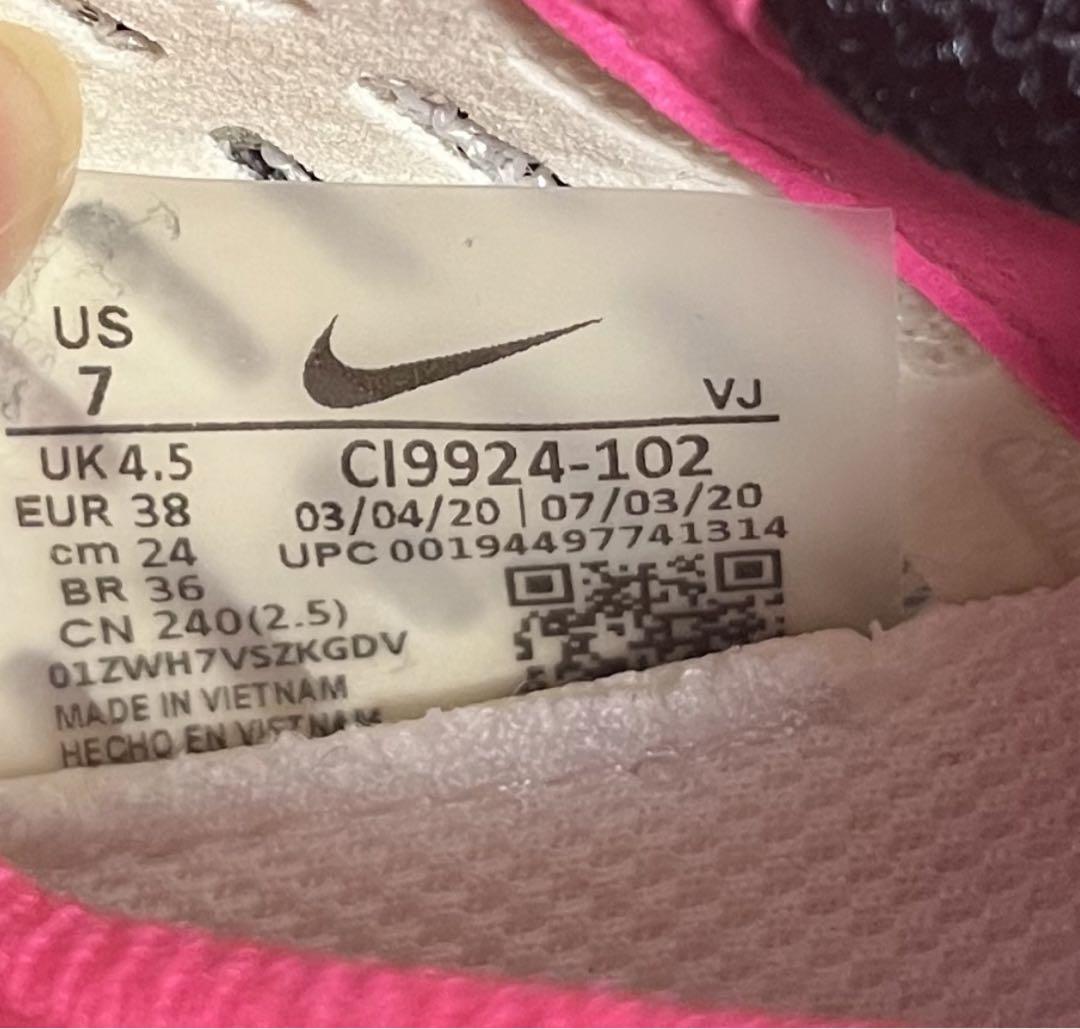 US
7
VJ
UK 4.5
CI9924-102
EUR 38
03/04/20 | 07/03/20
cm 24
UPC 00194497741314
BR 36
CN 240(2.5)
01ZWH7VSZKGDV
MADE IN VIETNAM
HECHO EN VIETNAM